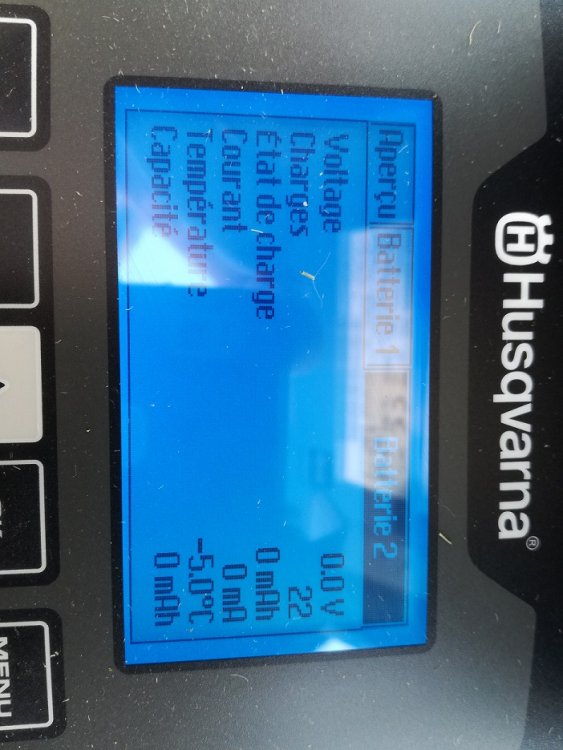 Husqvarna®
Aperçu Batterie 1 Batterie 2
Voltage 0.0 V
Charges 22
État de charge 0 mAh
Courant 0 mA
Température -5.0°C
Capacité 0 mAh
MENU